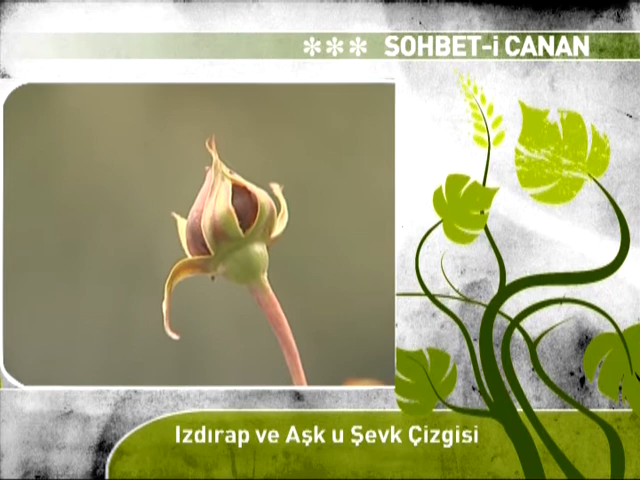 *** SOHBET-i CANAN
Izdırap ve Aşk u Şevk Çizgisi